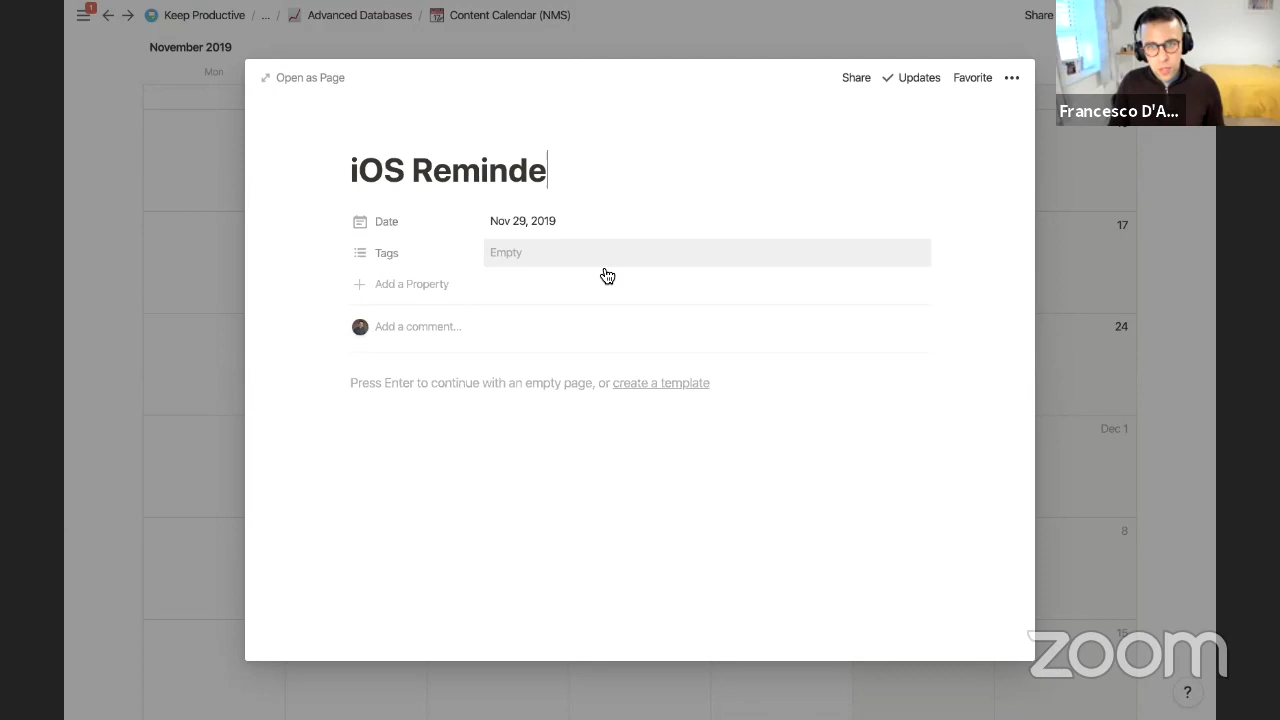 1
Keep Productive / ... / Advanced Databases / Content Calendar (NMS)
Share
November 2019
Mon
Open as Page
Share Updates Favorite •••
Francesco D'A...
iOS Reminde
Date Nov 29, 2019
17
Tags Empty
Add a Property
Add a comment...
24
Press Enter to continue with an empty page, or create a template
Dec 1
8
15
zoom
?